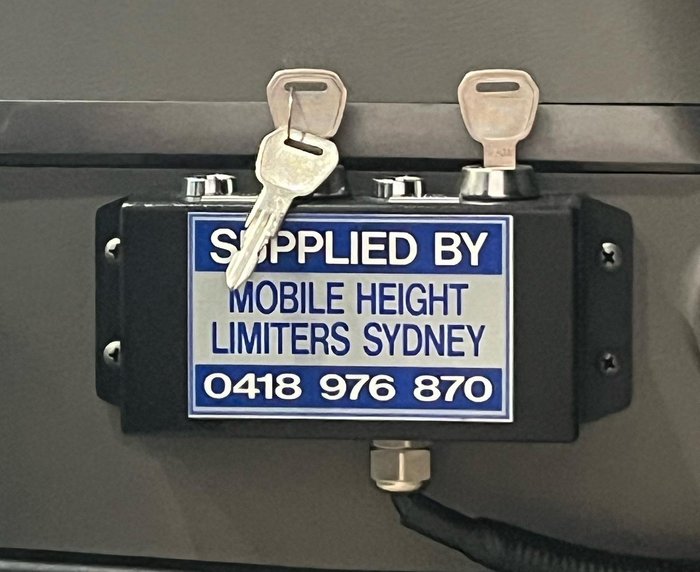 SUPPLIED BY
MOBILE HEIGHT
LIMITERS SYDNEY
0418 976 870